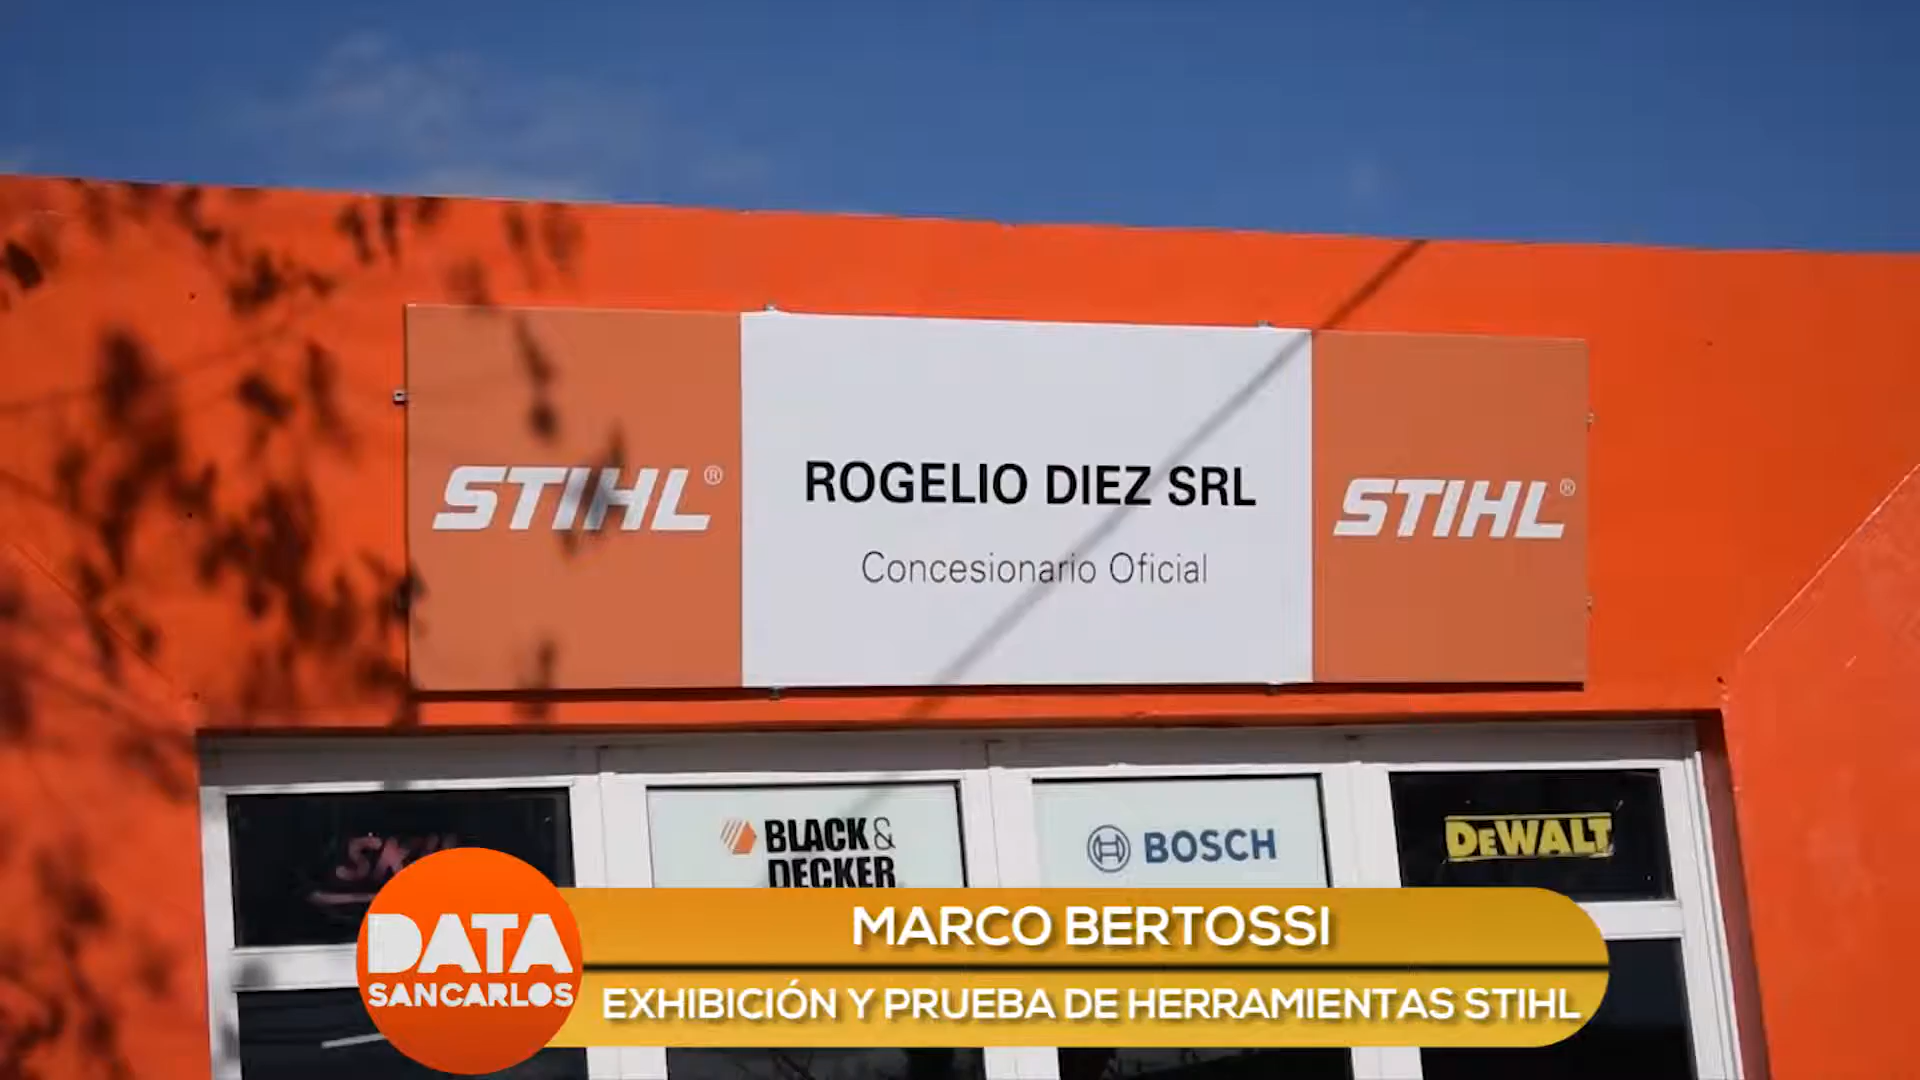 STIHL®
ROGELIO DIEZ SRL
Concesionario Oficial
STIHL®
BLACK&
DECKER
BOSCH
DEWALT
DATA
SANCARLOS
MARCO BERTOSSI
EXHIBICIÓN Y PRUEBA DE HERRAMIENTAS STIHL